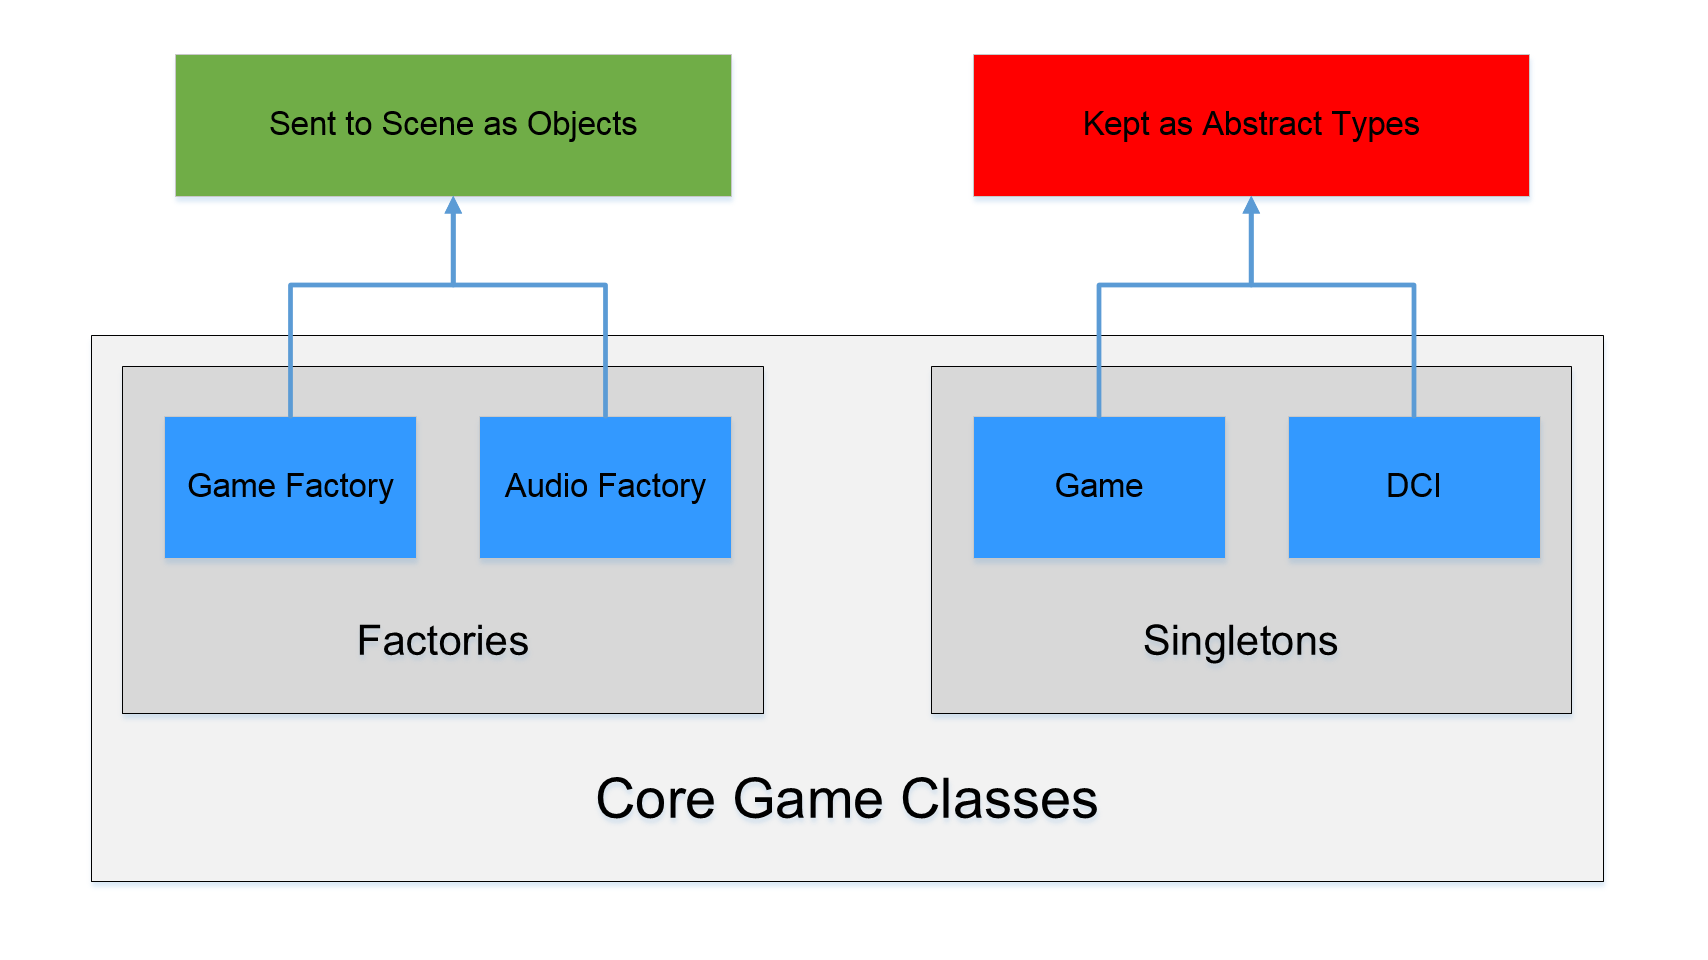 Sent to Scene as Objects
Kept as Abstract Types
Game Factory
Audio Factory
Game
DCI
Factories
Singletons
Core Game Classes